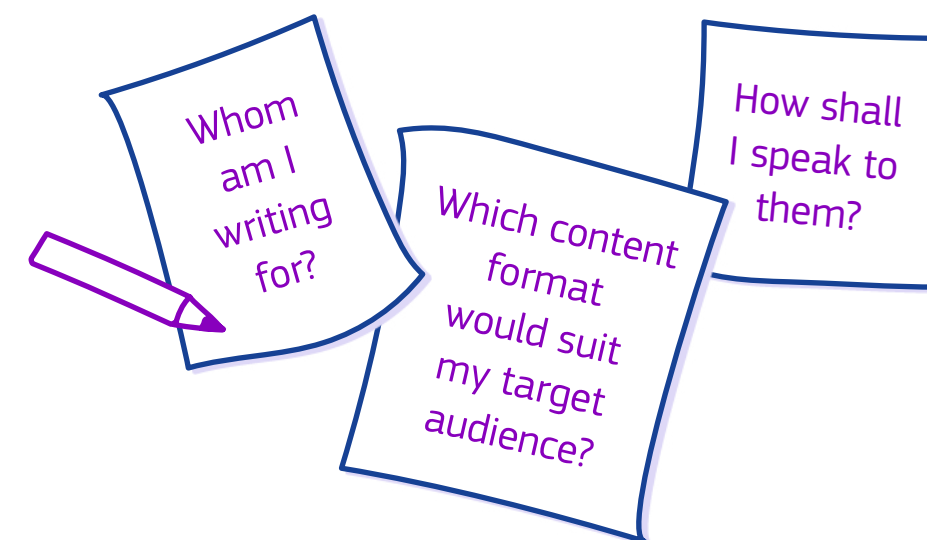 Whom
am I
writing
for?
Which content
format
would suit
my target
audience?
How shall
I speak to
them?